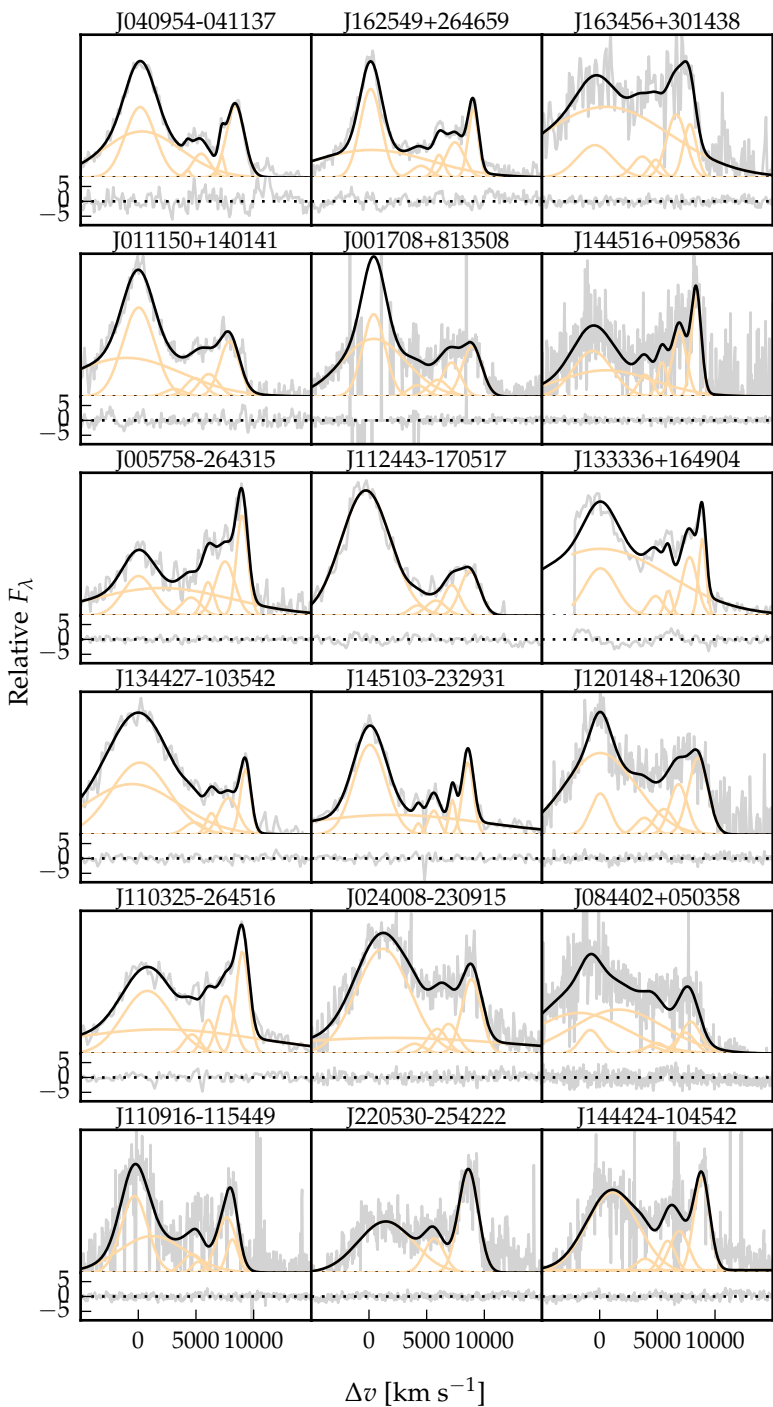 J040954-041137 J162549+264659 J163456+301438
5
0
−5
J011150+140141 J001708+813508 J144516+095836
5
0
−5
J005758-264315 J112443-170517 J133336+164904
5
0
−5
Relative Fλ
J134427-103542 J145103-232931 J120148+120630
5
0
−5
J110325-264516 J024008-230915 J084402+050358
5
0
−5
J110916-115449 J220530-254222 J144424-104542
5
0
−5
0 5000 10000 0 5000 10000 0 5000 10000
Δv [km s⁻¹]